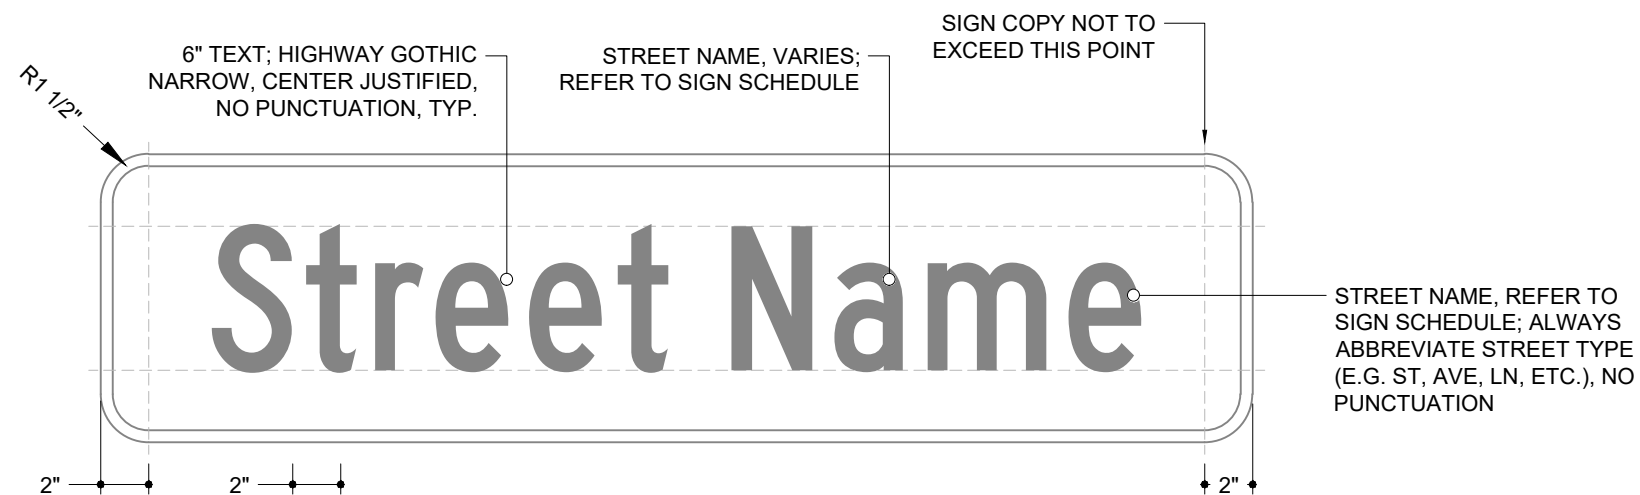 SIGN COPY NOT TO
EXCEED THIS POINT
6" TEXT; HIGHWAY GOTHIC
NARROW, CENTER JUSTIFIED,
NO PUNCTUATION, TYP.
STREET NAME, VARIES;
REFER TO SIGN SCHEDULE
R1 1/2"
Street Name
STREET NAME, REFER TO
SIGN SCHEDULE; ALWAYS
ABBREVIATE STREET TYPE
(E.G. ST, AVE, LN, ETC.), NO
PUNCTUATION
2"
2"
2"